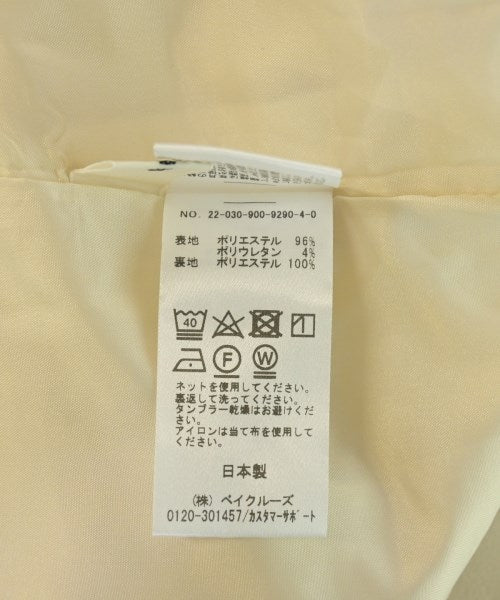 NO. 22-030-900-9290-4-0
表地 ポリエステル 96%
ポリウレタン 4%
裏地 ポリエステル 100%
40
F W
ネットを使用してください。
裏返して洗ってください。
タンブラー乾燥はお避けくだ
さい。
アイロンは当て布を使用して
ください。
日本製
(株) ベイクルーズ
0120-301457/カスタマーサポート